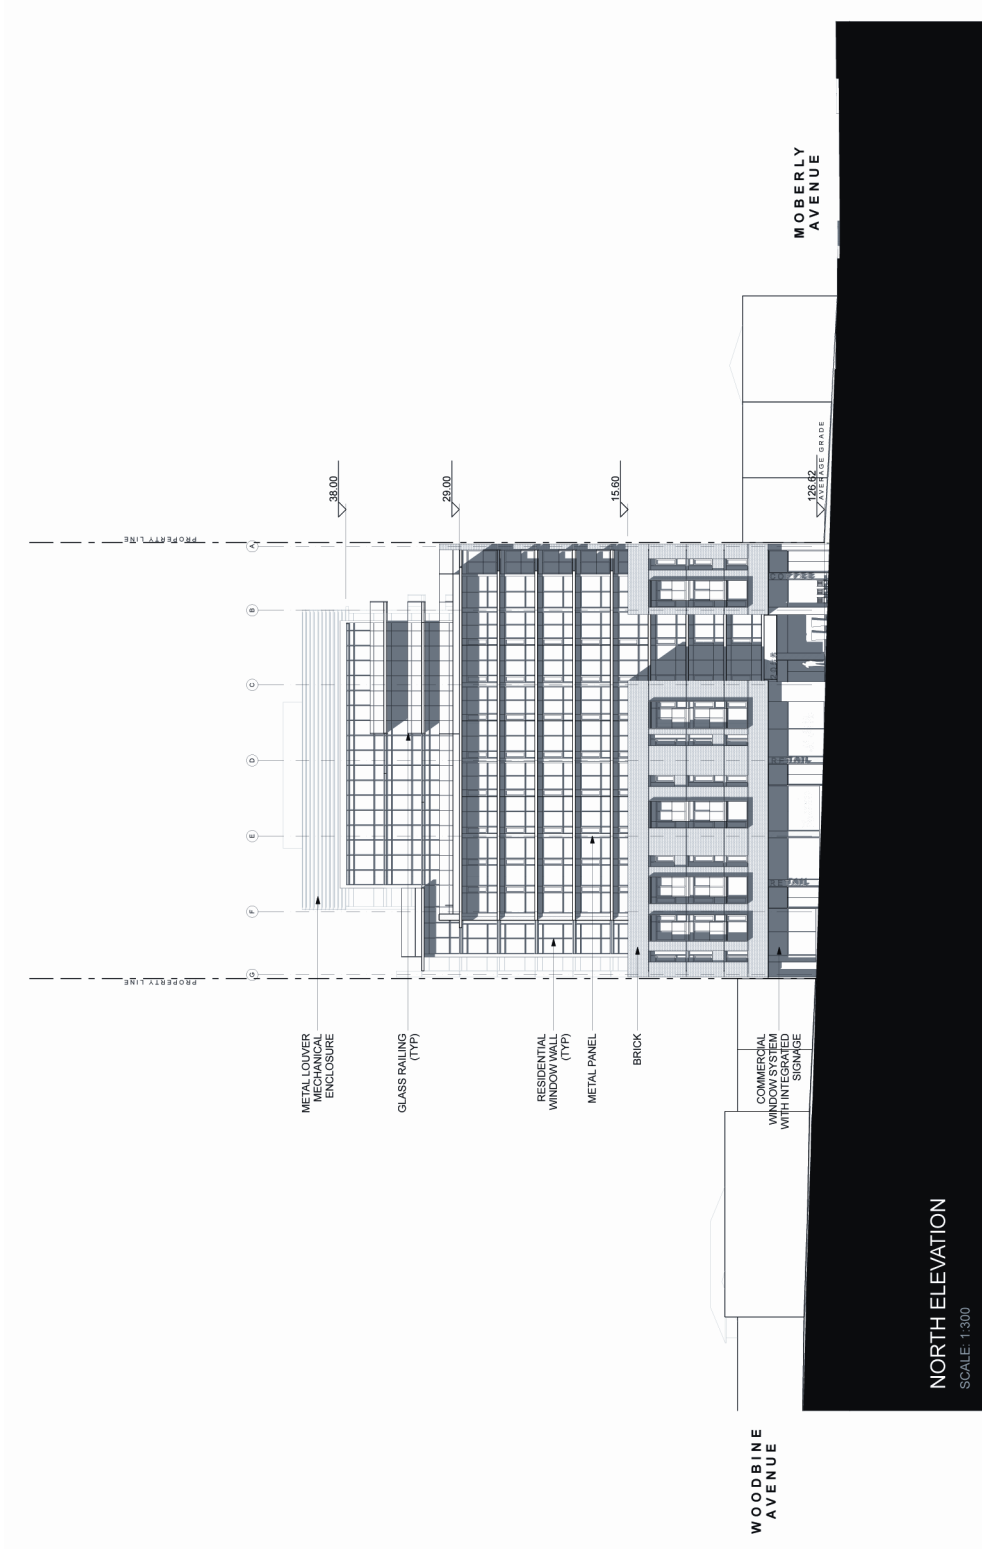 PROPERTY LINE
PROPERTY LINE
G
F
E
D
C
B
A
METAL LOUVER
MECHANICAL
ENCLOSURE
GLASS RAILING
(TYP)
RESIDENTIAL
WINDOW WALL
(TYP)
METAL PANEL
BRICK
COMMERCIAL
WINDOW SYSTEM
WITH INTEGRATED
SIGNAGE
38.00
29.00
15.60
126.62
AVERAGE GRADE
RETAIL
RETAIL
COFFEE
WOODBINE
AVENUE
MOBERLY
AVENUE
NORTH ELEVATION
SCALE: 1:300